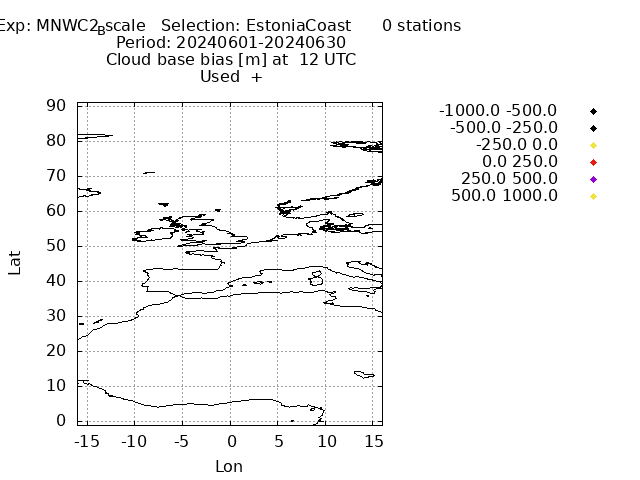 Exp: MNWC2Bscale   Selection: EstoniaCoast      0 stations
Period: 20240601-20240630
Cloud base bias [m] at  12 UTC
Used  +
-1000.0 -500.0
-500.0 -250.0
-250.0 0.0
0.0 250.0
250.0 500.0
500.0 1000.0
90
80
70
60
50
40
30
20
10
0
Lat
-15 -10 -5 0 5 10 15
Lon